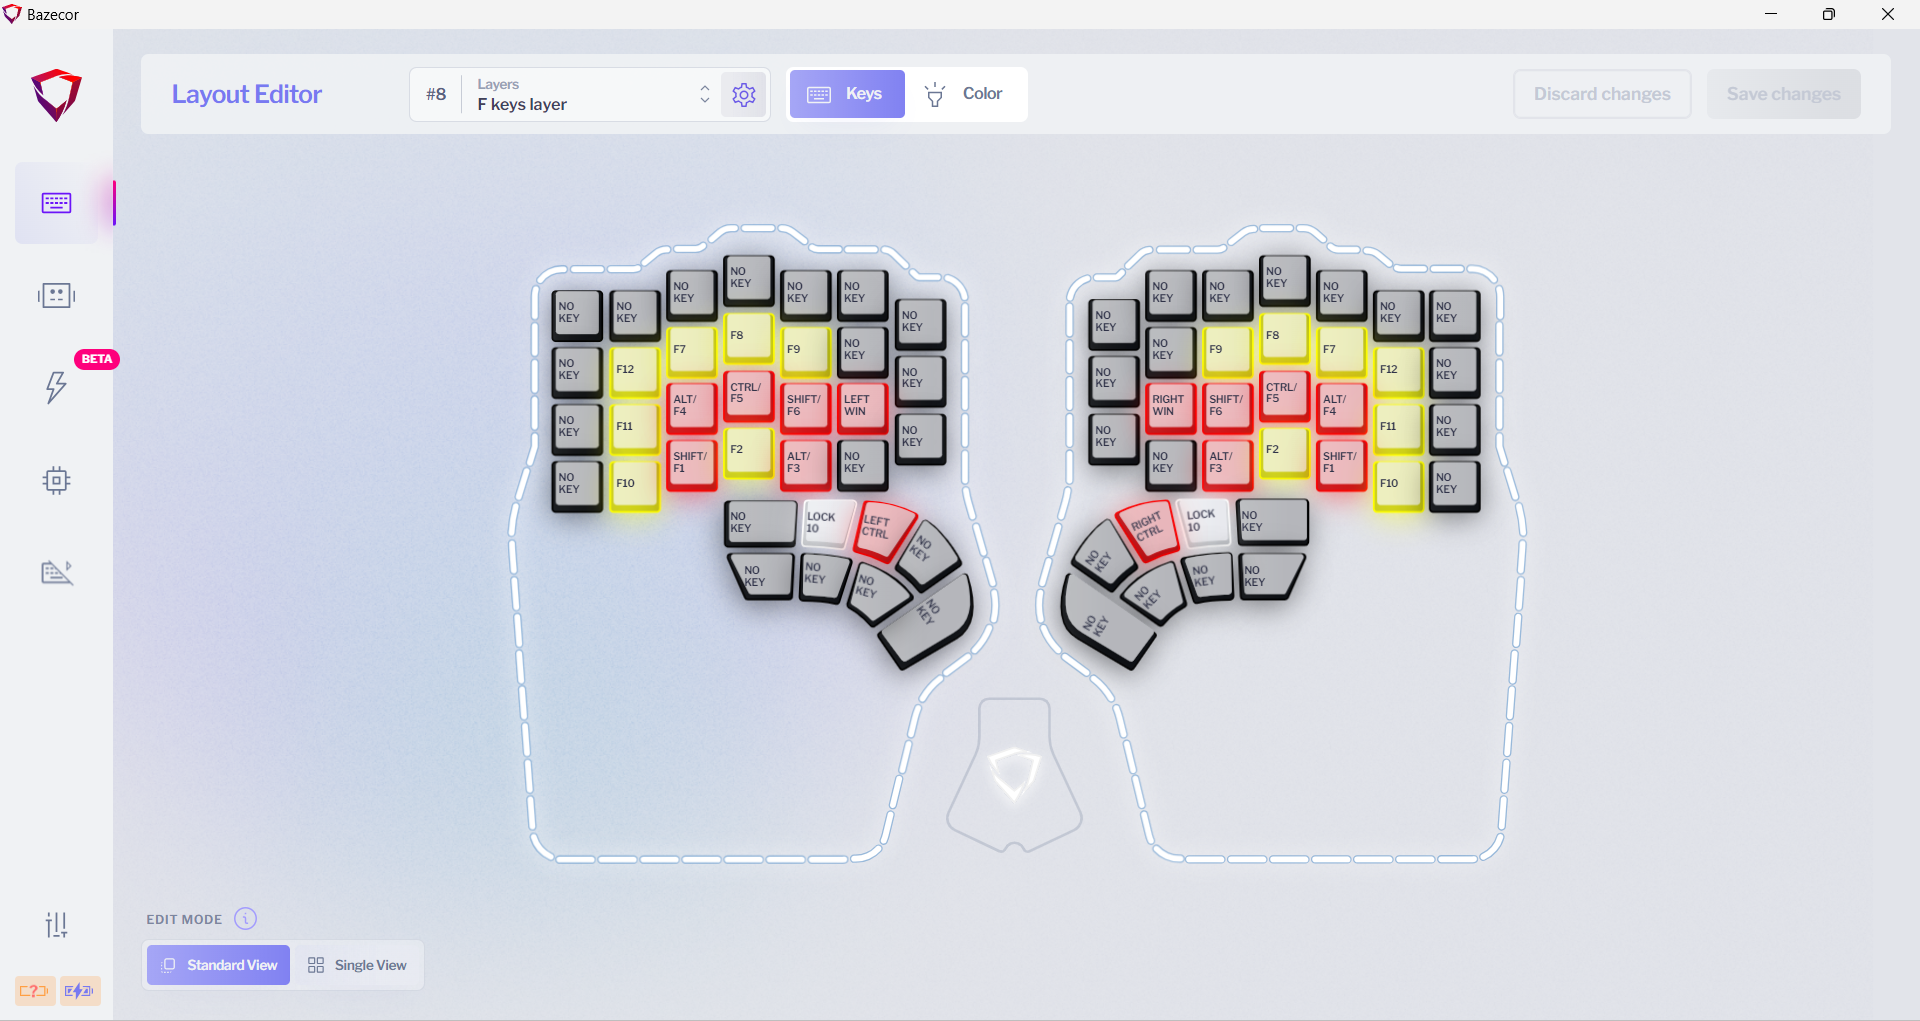 Bazecor
Layout Editor
#8
Layers
F keys layer
Keys
Color
Discard changes
Save changes
BETA
NO
KEY
NO
KEY
NO
KEY
NO
KEY
NO
KEY
NO
KEY
NO
KEY
NO
KEY
F12
F7
F8
F9
NO
KEY
NO
KEY
NO
KEY
F11
ALT/
F4
CTRL/
F5
SHIFT/
F6
LEFT
WIN
NO
KEY
NO
KEY
F10
SHIFT/
F1
F2
ALT/
F3
NO
KEY
NO
KEY
LOCK
10
LEFT
CTRL
NO
KEY
NO
KEY
NO
KEY
NO
KEY
NO
KEY
NO
KEY
NO
KEY
NO
KEY
NO
KEY
NO
KEY
NO
KEY
NO
KEY
NO
KEY
NO
KEY
F9
F8
F7
F12
NO
KEY
NO
KEY
RIGHT
WIN
SHIFT/
F6
CTRL/
F5
ALT/
F4
F11
NO
KEY
NO
KEY
ALT/
F3
F2
SHIFT/
F1
F10
NO
KEY
NO
KEY
RIGHT
CTRL
LOCK
10
NO
KEY
NO
KEY
NO
KEY
NO
KEY
NO
KEY
EDIT MODE
Standard View
Single View